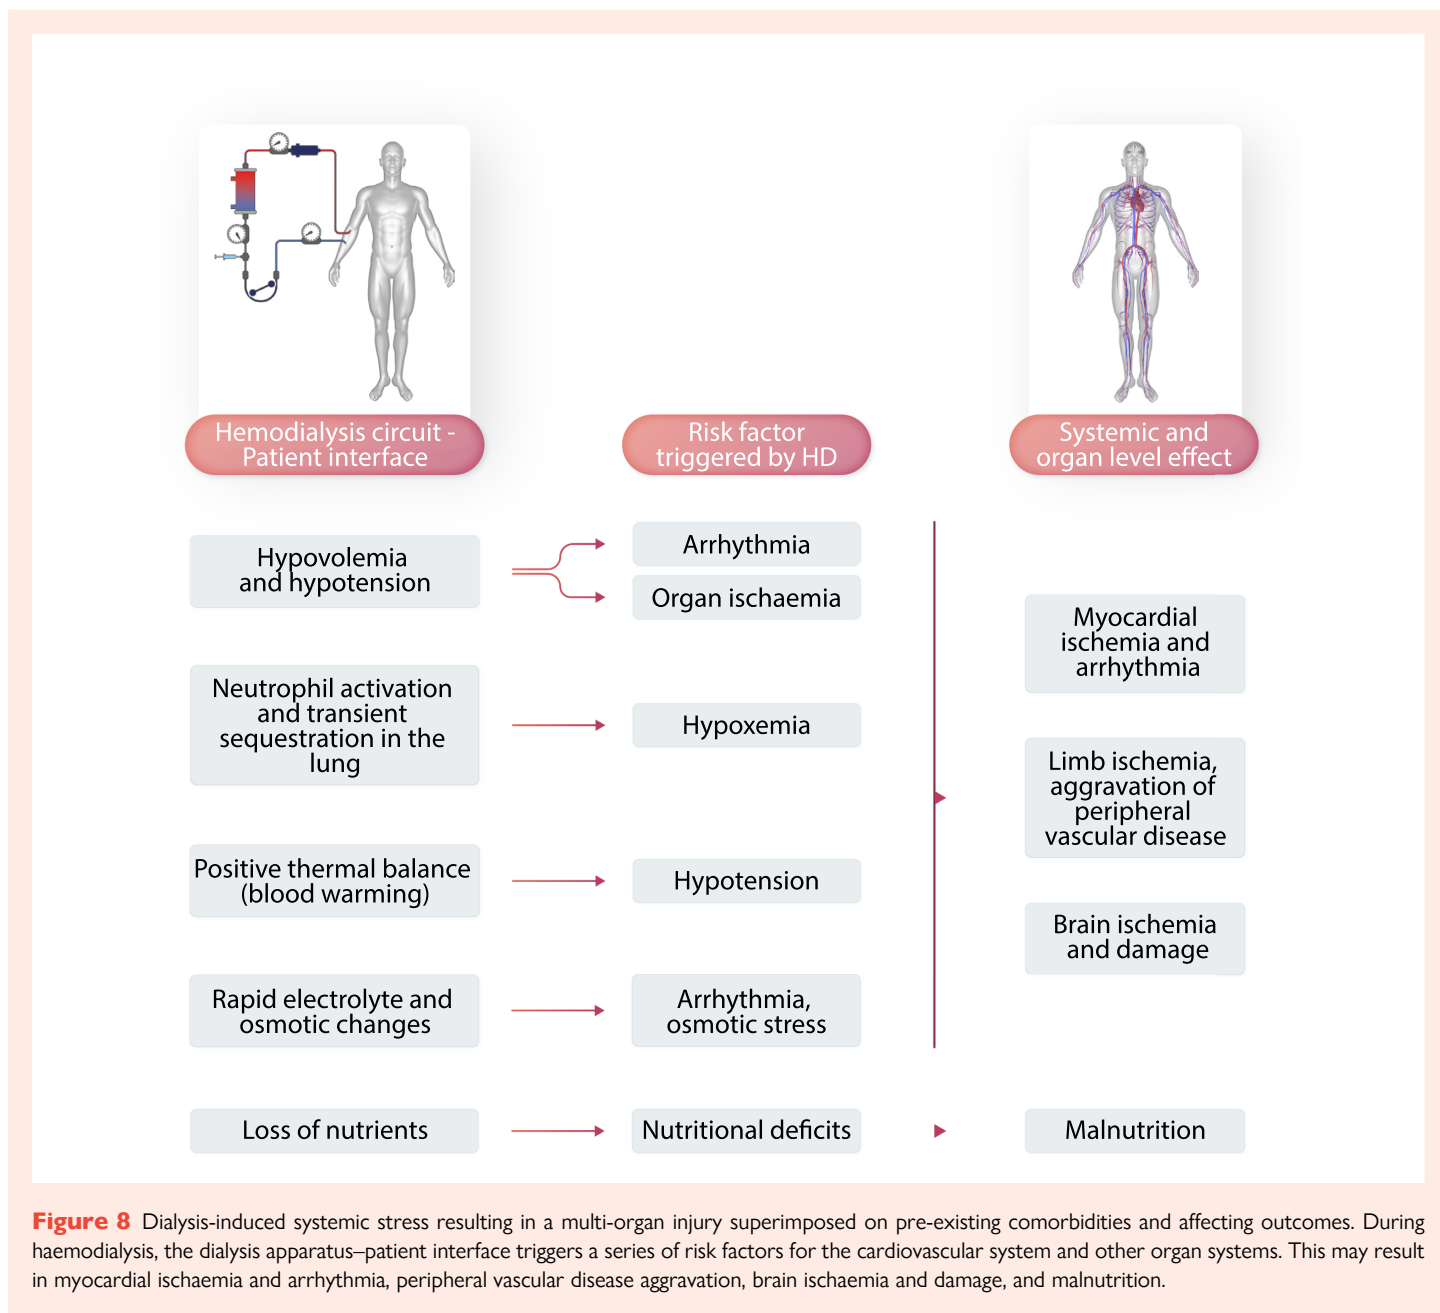 Hemodialysis circuit -
Patient interface
Risk factor
triggered by HD
Systemic and
organ level effect
Hypovolemia
and hypotension
Arrhythmia
Organ ischaemia
Neutrophil activation
and transient
sequestration in the
lung
Hypoxemia
Positive thermal balance
(blood warming)
Hypotension
Rapid electrolyte and
osmotic changes
Arrhythmia,
osmotic stress
Myocardial
ischemia and
arrhythmia
Limb ischemia,
aggravation of
peripheral
vascular disease
Brain ischemia
and damage
Loss of nutrients
Nutritional deficits
Malnutrition
Figure 8 Dialysis-induced systemic stress resulting in a multi-organ injury superimposed on pre-existing comorbidities and affecting outcomes. During
haemodialysis, the dialysis apparatus–patient interface triggers a series of risk factors for the cardiovascular system and other organ systems. This may result
in myocardial ischaemia and arrhythmia, peripheral vascular disease aggravation, brain ischaemia and damage, and malnutrition.